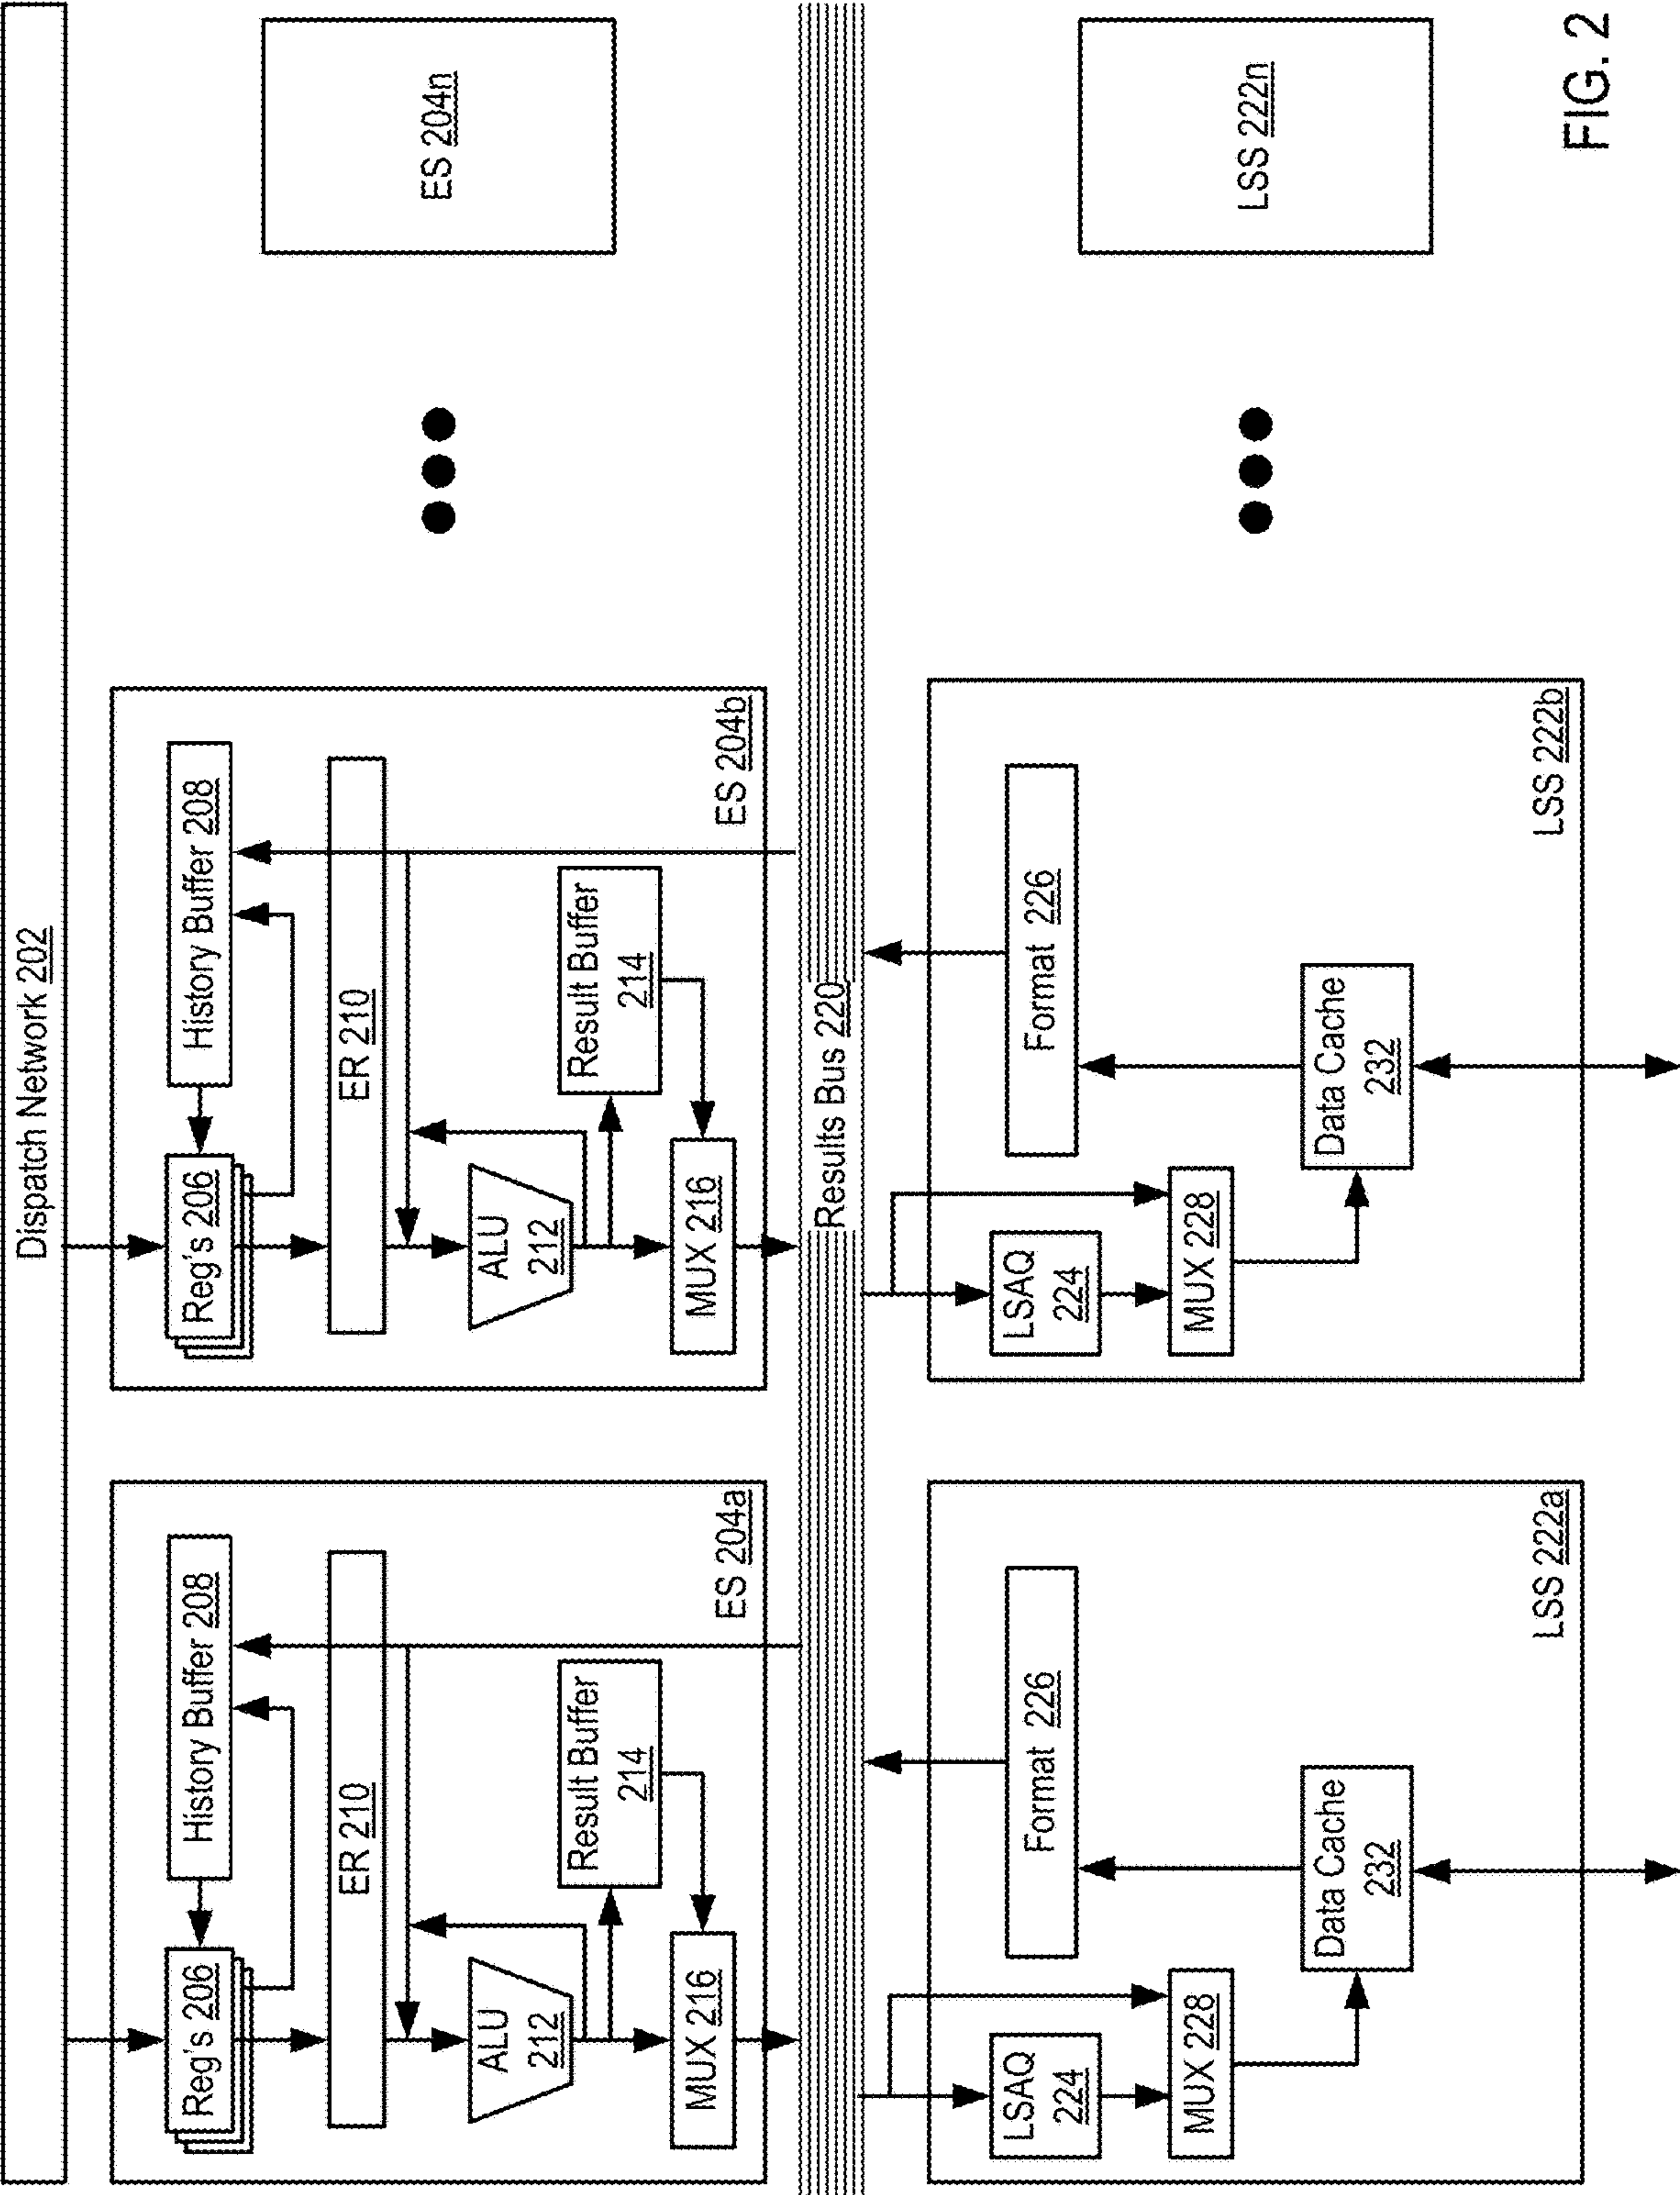 Dispatch Network 202
Reg's 206
History Buffer 208
ER 210
ALU
212
Result Buffer
214
MUX 216
ES 204a
Reg's 206
History Buffer 208
ER 210
ALU
212
Result Buffer
214
MUX 216
ES 204b
ES 204n
Results Bus 220
LSAQ
224
Format 226
MUX 228
Data Cache
232
LSS 222a
LSAQ
224
Format 226
MUX 228
Data Cache
232
LSS 222b
LSS 222n
FIG. 2